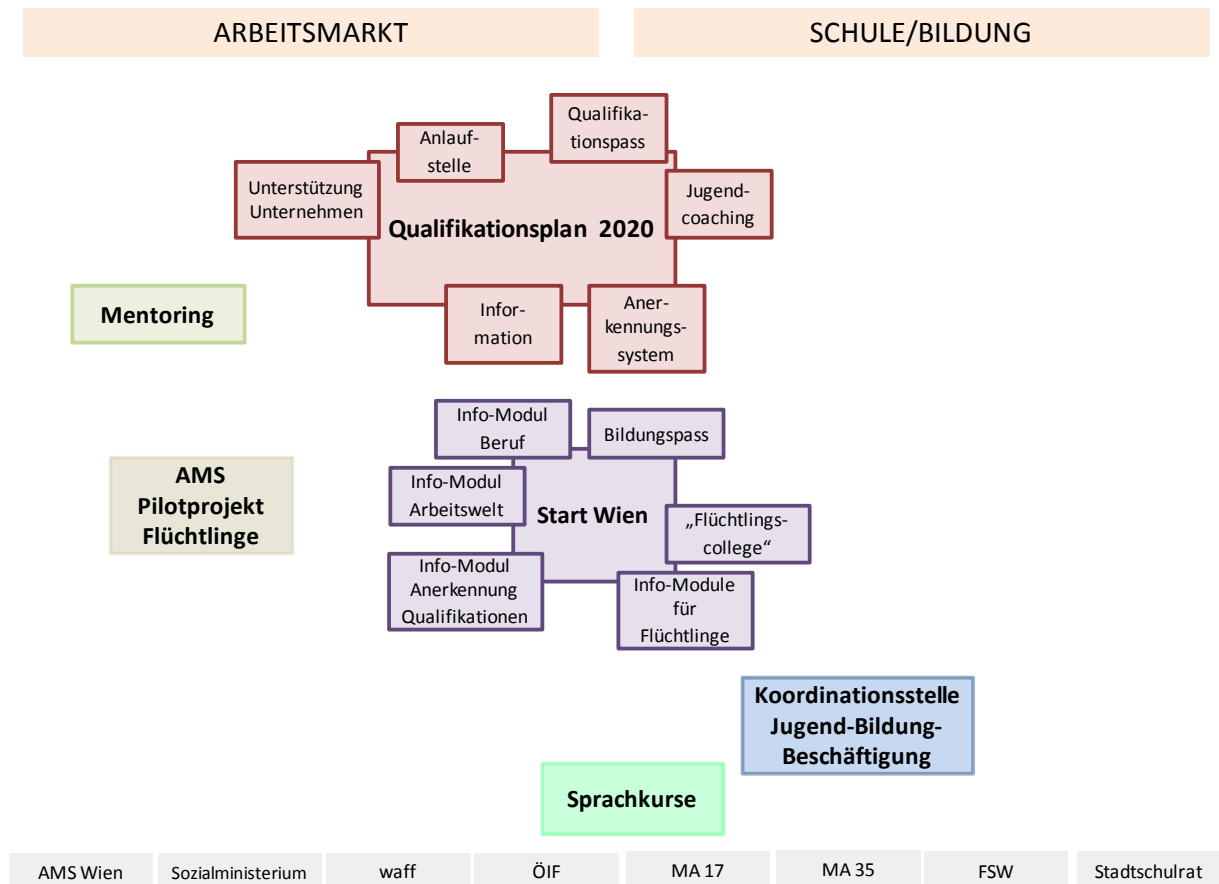 ARBEITSMARKT
SCHULE/BILDUNG
Qualifika-
tionspass
Anlauf-
stelle
Unterstützung
Unternehmen
Jugend-
coaching
Qualifikationsplan 2020
Mentoring
Infor-
mation
Aner-
kennungs-
system
Info-Modul
Beruf
Bildungspass
AMS
Pilotprojekt
Flüchtlinge
Info-Modul
Arbeitswelt
Start Wien
„Flüchtlings-
college“
Info-Modul
Anerkennung
Qualifikationen
Info-Module
für
Flüchtlinge
Koordinationsstelle
Jugend-Bildung-
Beschäftigung
Sprachkurse
AMS Wien
Sozialministerium
waff
ÖIF
MA 17
MA 35
FSW
Stadtschulrat